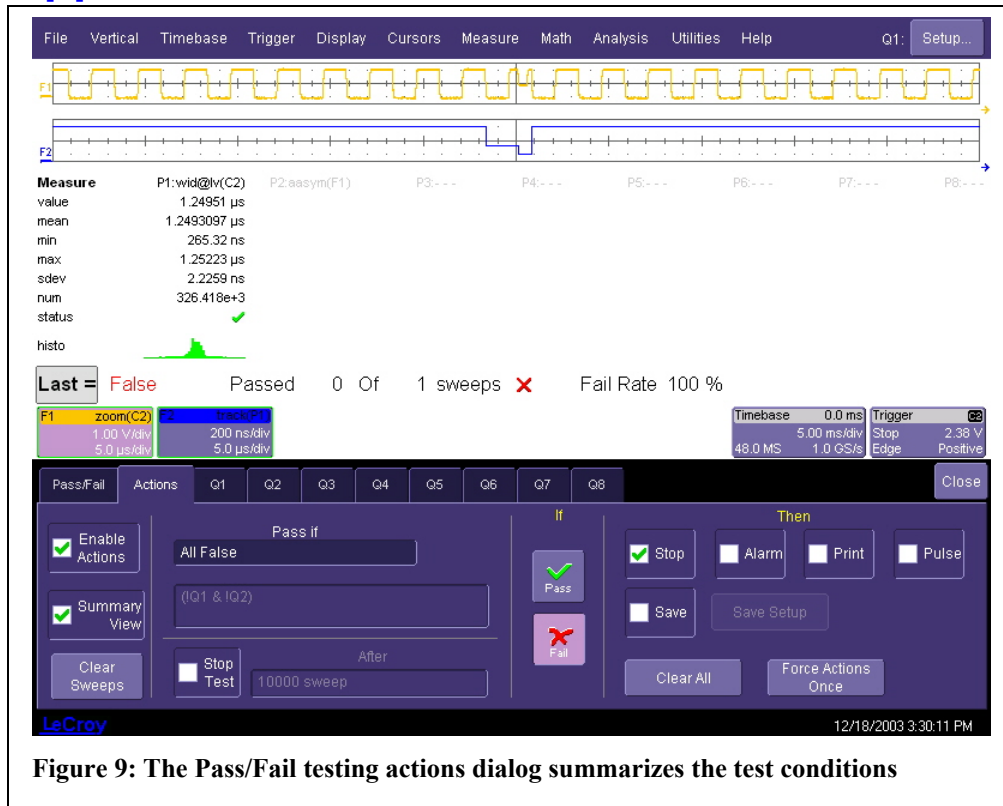 File Vertical Timebase Trigger Display Cursors Measure Math Analysis Utilities Help Q1: Setup...
F1
F2
Measure P1:wid@lv(C2) P2:aasym(F1) P3:- - - P4:- - - P5:- - - P6:- - - P7:- - - P8:- - -
value 1.24951 µs
mean 1.2493097 µs
min 265.32 ns
max 1.25223 µs
sdev 2.2259 ns
num 326.418e+3
status
histo
Last = False Passed 0 Of 1 sweeps Fail Rate 100 %
F1 zoom(C2) F2 track(P1) Timebase 0.0 ms Trigger C2
1.00 V/div 200 ns/div 5.00 ms/div Stop 2.38 V
5.0 µs/div 5.0 µs/div 48.0 MS 1.0 GS/s Edge Positive
Pass/Fail Actions Q1 Q2 Q3 Q4 Q5 Q6 Q7 Q8 Close
If Then
Enable Actions
Pass if
All False
Stop Alarm Print Pulse
Pass
Summary View
(!Q1 & !Q2)
Save Save Setup
Fail
Clear Sweeps
Stop Test
After
10000 sweep
Clear All
Force Actions Once
LeCroy 12/18/2003 3:30:11 PM
Figure 9: The Pass/Fail testing actions dialog summarizes the test conditions